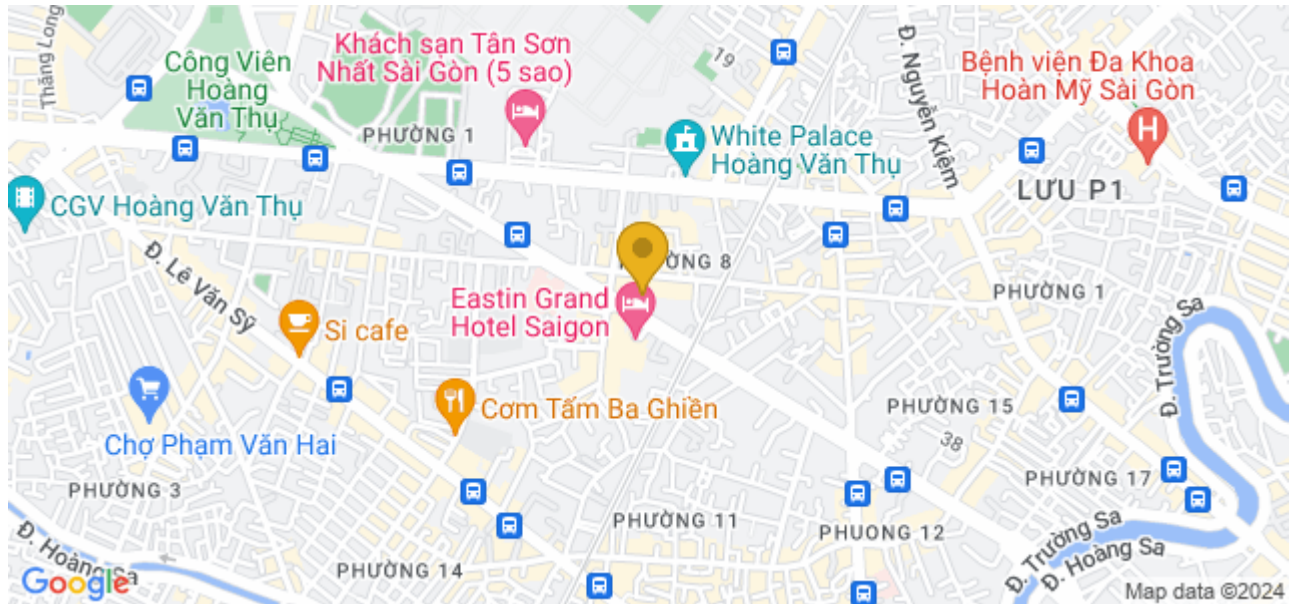 Thăng Long
Công Viên
Hoàng
Văn Thụ
Khách sạn Tân Sơn
Nhất Sài Gòn (5 sao)
19
Đ. Nguyễn Kiệm
Bệnh viện Đa Khoa
Hoàn Mỹ Sài Gòn
PHƯỜNG 1
White Palace
Hoàng Văn Thụ
LƯU P1
CGV Hoàng Văn Thụ
Đ. Lê Văn Sỹ
ƯỜNG 8
PHƯỜNG 1
Eastin Grand
Hotel Saigon
Đ. Trường Sa
Si cafe
Cơm Tấm Ba Ghiền
PHƯỜNG 15
38
Chợ Phạm Văn Hai
PHƯỜNG 3
PHƯỜNG 17
PHƯỜNG 11
PHUONG 12
Đ. Trường Sa
Đ. Hoàng Sa
Đ. Hoàng Sa
PHƯỜNG 14
Google
Map data ©2024